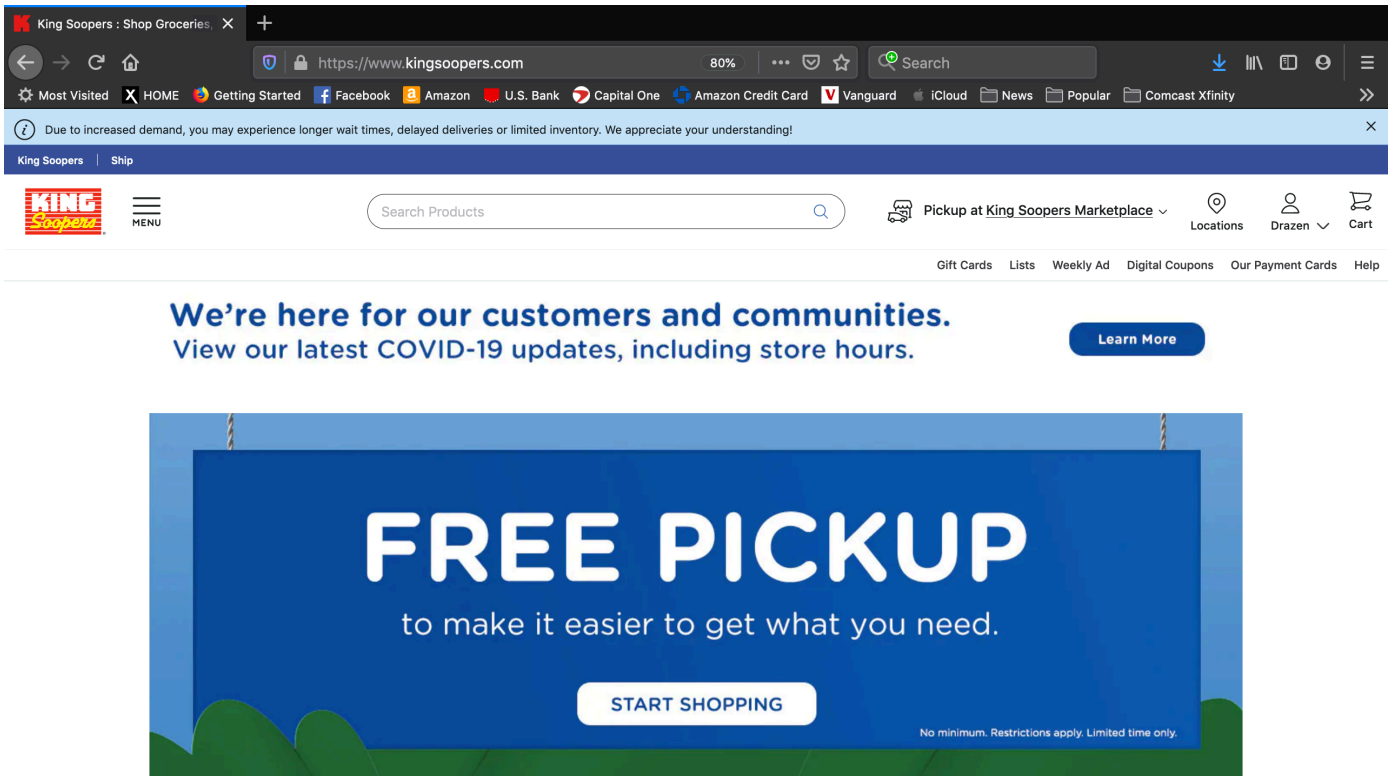 King Soopers : Shop Groceries,
https://www.kingsoopers.com 80% Search
Most Visited HOME Getting Started Facebook Amazon U.S. Bank Capital One Amazon Credit Card Vanguard iCloud News Popular Comcast Xfinity
Due to increased demand, you may experience longer wait times, delayed deliveries or limited inventory. We appreciate your understanding!
King Soopers Ship
KING
Soopers
MENU
Search Products
Pickup at King Soopers Marketplace
Locations
Drazen
Cart
Gift Cards Lists Weekly Ad Digital Coupons Our Payment Cards Help
We're here for our customers and communities.
View our latest COVID-19 updates, including store hours.
Learn More
FREE PICKUP
to make it easier to get what you need.
START SHOPPING
No minimum. Restrictions apply. Limited time only.